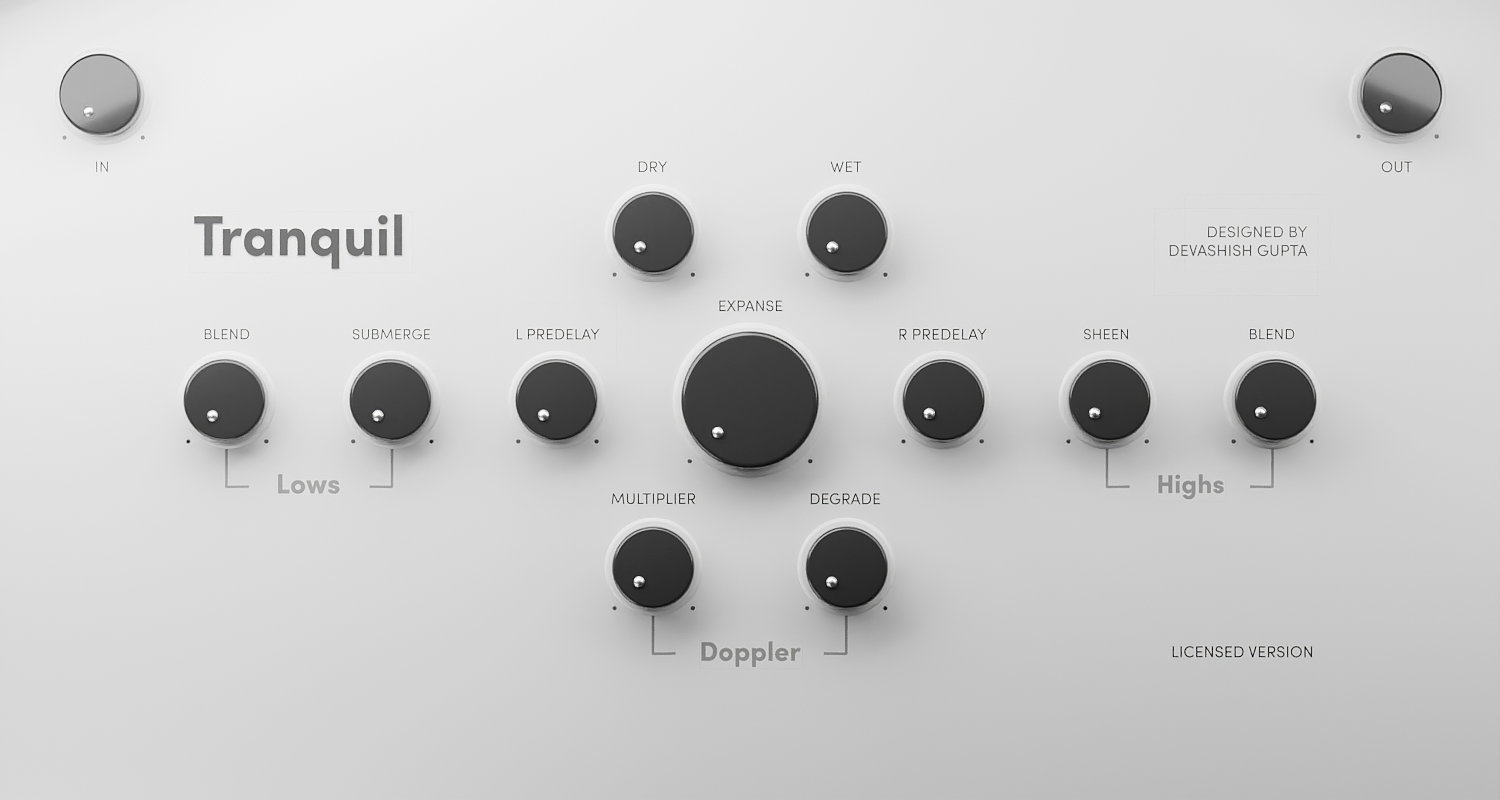 IN
OUT
DRY
WET
Tranquil
DESIGNED BY
DEVASHISH GUPTA
EXPANSE
BLEND
SUBMERGE
L PREDELAY
R PREDELAY
SHEEN
BLEND
Lows
Highs
MULTIPLIER
DEGRADE
Doppler
LICENSED VERSION